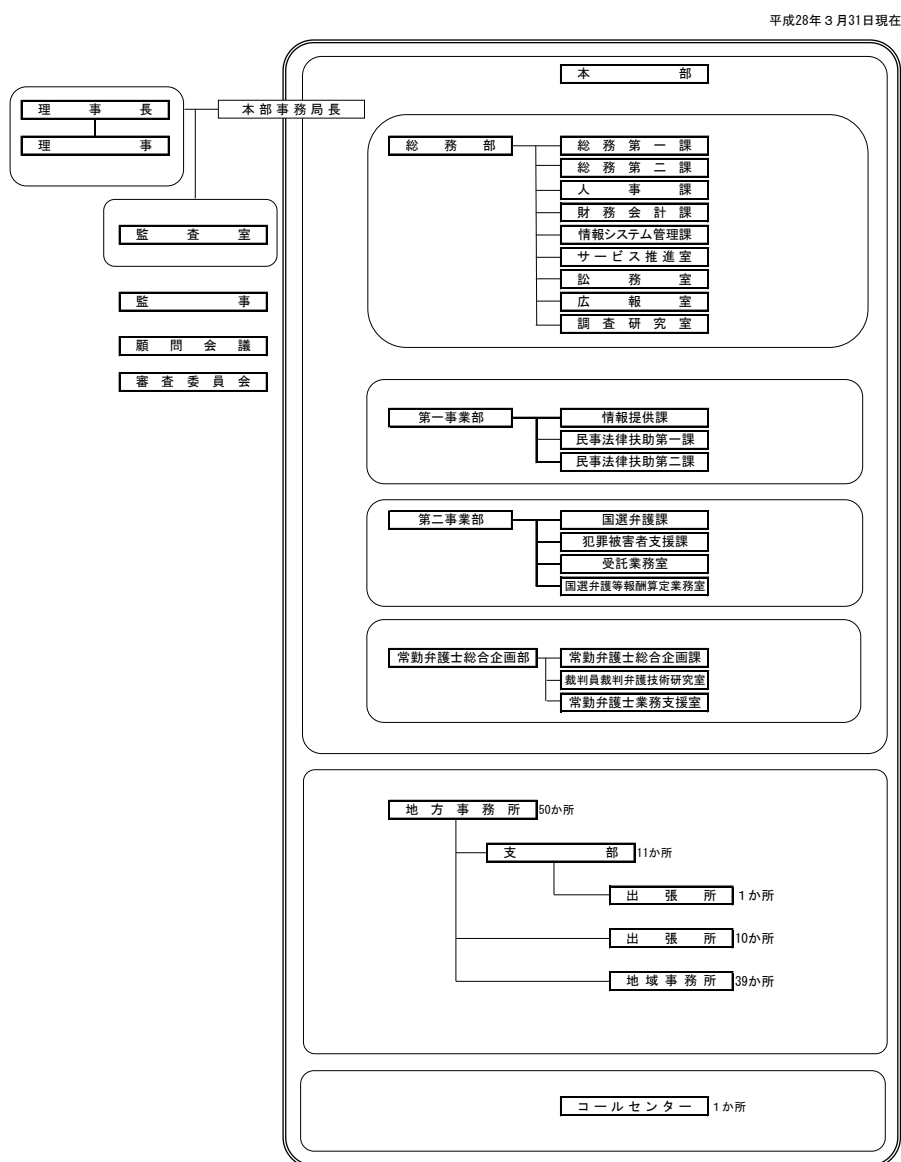 平成28年３月31日現在
本部
理事長
本部事務局長
理事
監査室
監事
顧問会議
審査委員会
総務部
総務第一課
総務第二課
人事課
財務会計課
情報システム管理課
サービス推進室
訟務室
広報室
調査研究室
第一事業部
情報提供課
民事法律扶助第一課
民事法律扶助第二課
第二事業部
国選弁護課
犯罪被害者支援課
受託業務室
国選弁護等報酬算定業務室
常勤弁護士総合企画部
常勤弁護士総合企画課
裁判員裁判弁護技術研究室
常勤弁護士業務支援室
地方事務所 50か所
支部 11か所
出張所 １か所
出張所 10か所
地域事務所 39か所
コールセンター １か所